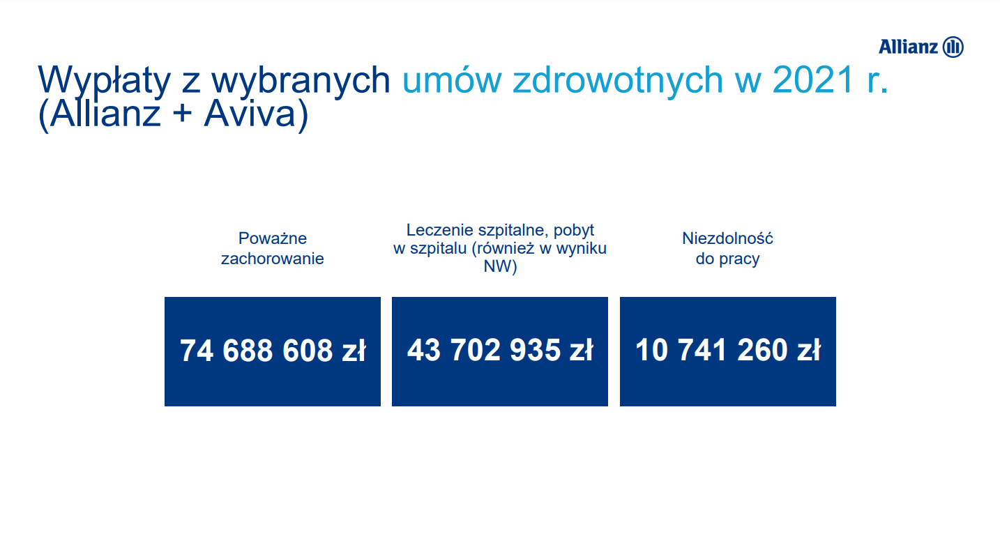 Allianz
Wypłaty z wybranych umów zdrowotnych w 2021 r.
(Allianz + Aviva)
Poważne
zachorowanie
74 688 608 zł
Leczenie szpitalne, pobyt
w szpitalu (również w wyniku
NW)
43 702 935 zł
Niezdolność
do pracy
10 741 260 zł